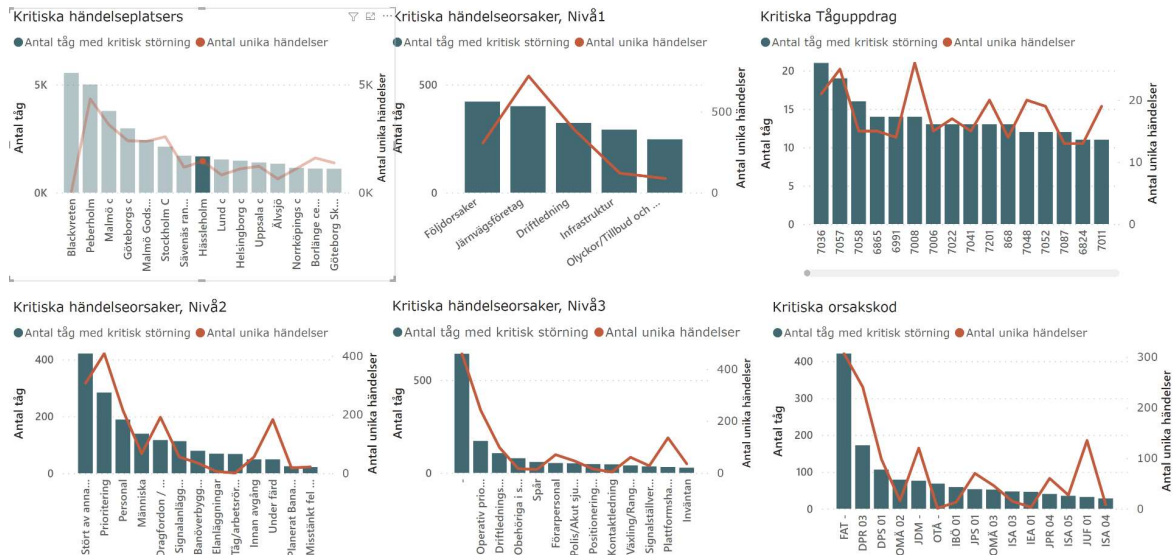 Kritiska händelseplatsers
Antal tåg med kritisk störning Antal unika händelser
Antal tåg
5K
0K
5K
0K
Antal unika händelser
Blackvreten
Peberholm
Malmö c
Göteborgs c
Malmö Gods...
Stockholm C
Sävenäs ran...
Hässleholm
Lund c
Helsingborg c
Uppsala c
Älvsjö
Norrköpings c
Borlänge ce...
Göteborg Sk...
Kritiska händelseorsaker, Nivå1
Antal tåg med kritisk störning Antal unika händelser
Antal tåg
500
0
500
0
Antal unika händelser
Följdorsaker
Järnvägsföretag
Driftledning
Infrastruktur
Olyckor/Tillbud och ...
Kritiska Tåguppdrag
Antal tåg med kritisk störning Antal unika händelser
Antal tåg
20
15
10
5
0
20
10
0
Antal unika händelser
7036
7057
7058
6865
6991
7008
7006
7022
7041
7201
868
7048
7052
7087
6824
7011
Kritiska händelseorsaker, Nivå2
Antal tåg med kritisk störning Antal unika händelser
Antal tåg
400
200
0
400
200
0
Antal unika händelser
Stört av anna...
Prioritering
Personal
Människa
Dragfordon / ...
Signalanlägg...
Banöverbygg...
Elanläggningar
Tåg/arbetsrör...
Innan avgång
Under färd
Planerat Bana...
Misstänkt fel ...
Kritiska händelseorsaker, Nivå3
Antal tåg med kritisk störning Antal unika händelser
Antal tåg
500
0
400
200
0
Antal unika händelser
-
Operativ prio...
Driftlednings...
Obehöriga i s...
Spår
Förarpersonal
Polis/Akut sju...
Positionering...
Kontaktledning
Växling/Rang...
Signalställver...
Plattformsha...
Inväntan
Kritiska orsakskod
Antal tåg med kritisk störning Antal unika händelser
Antal tåg
400
300
200
100
0
300
200
100
0
Antal unika händelser
FAT -
DPR 03
DPS 01
OMÄ 02
JDM -
OTÅ -
IBÖ 01
JPS 01
OMÄ 03
ISA 03
IEA 01
JPR 04
ISA 05
JUF 01
ISA 04